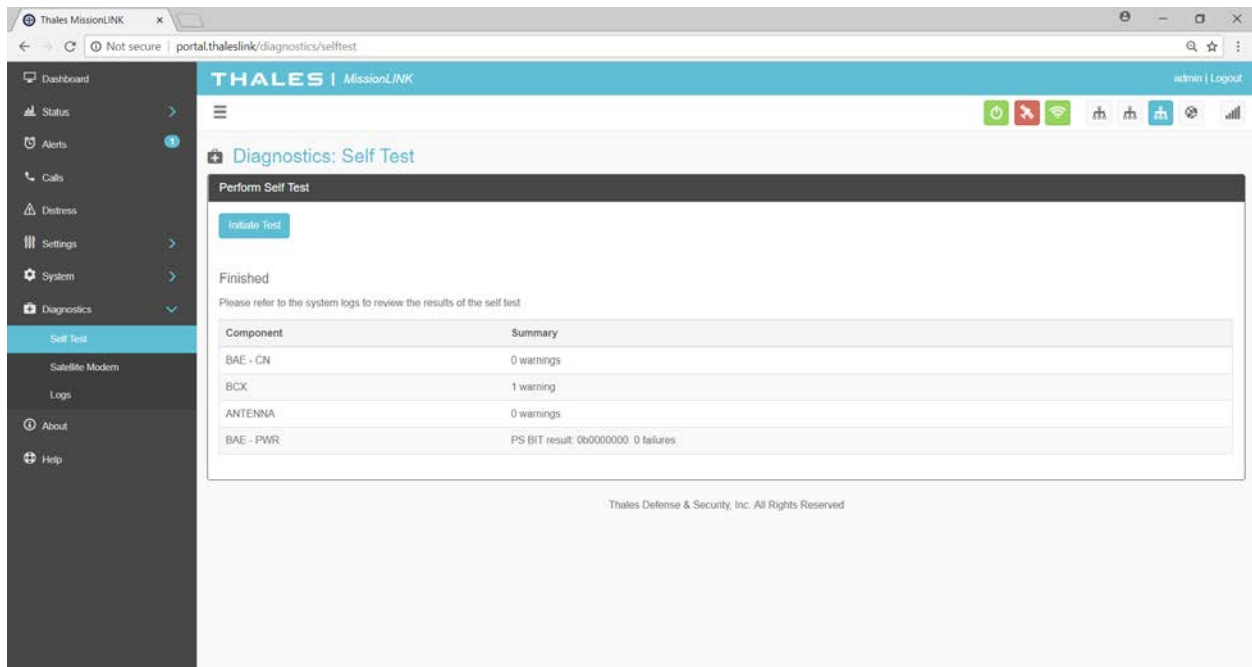 Thales MissionLINK
Not secure | portal.thaleslink/diagnostics/selftest
Dashboard
THALES | MissionLINK
admin | Logout
Status
Alerts 1
Calls
Distress
Settings
System
Diagnostics
Self Test
Satellite Modem
Logs
About
Help
Diagnostics: Self Test
Perform Self Test
Initiate Test
Finished
Please refer to the system logs to review the results of the self test
Component Summary
BAE - CN 0 warnings
BCX 1 warning
ANTENNA 0 warnings
BAE - PWR PS BIT result: 0b0000000. 0 failures
Thales Defense & Security, Inc. All Rights Reserved